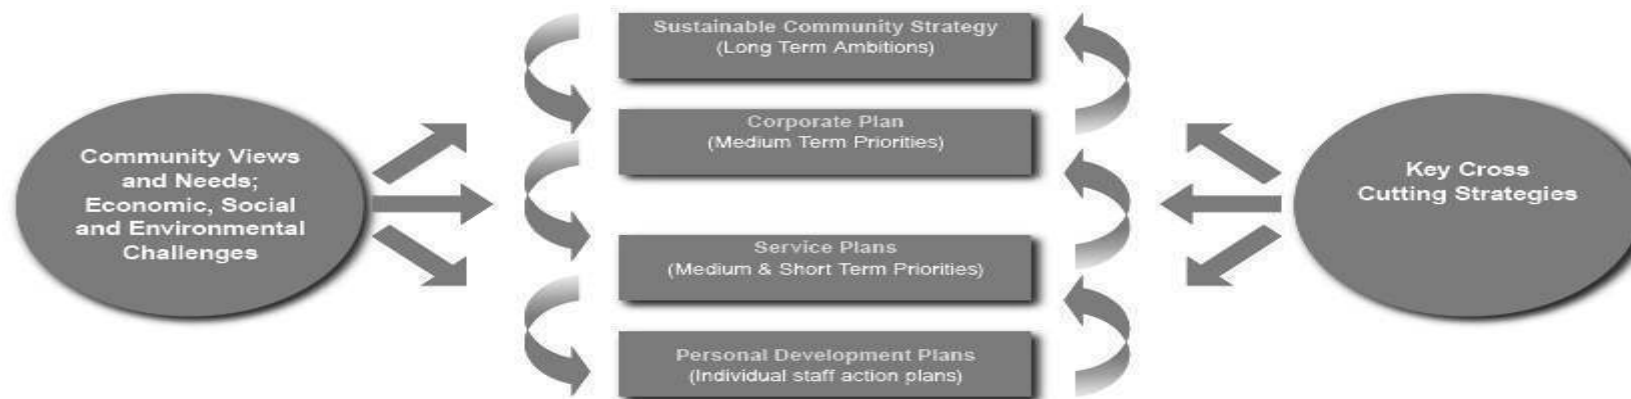 Sustainable Community Strategy
(Long Term Ambitions)
Corporate Plan
(Medium Term Priorities)
Community Views
and Needs;
Economic, Social
and Environmental
Challenges
Key Cross
Cutting Strategies
Service Plans
(Medium & Short Term Priorities)
Personal Development Plans
(Individual staff action plans)